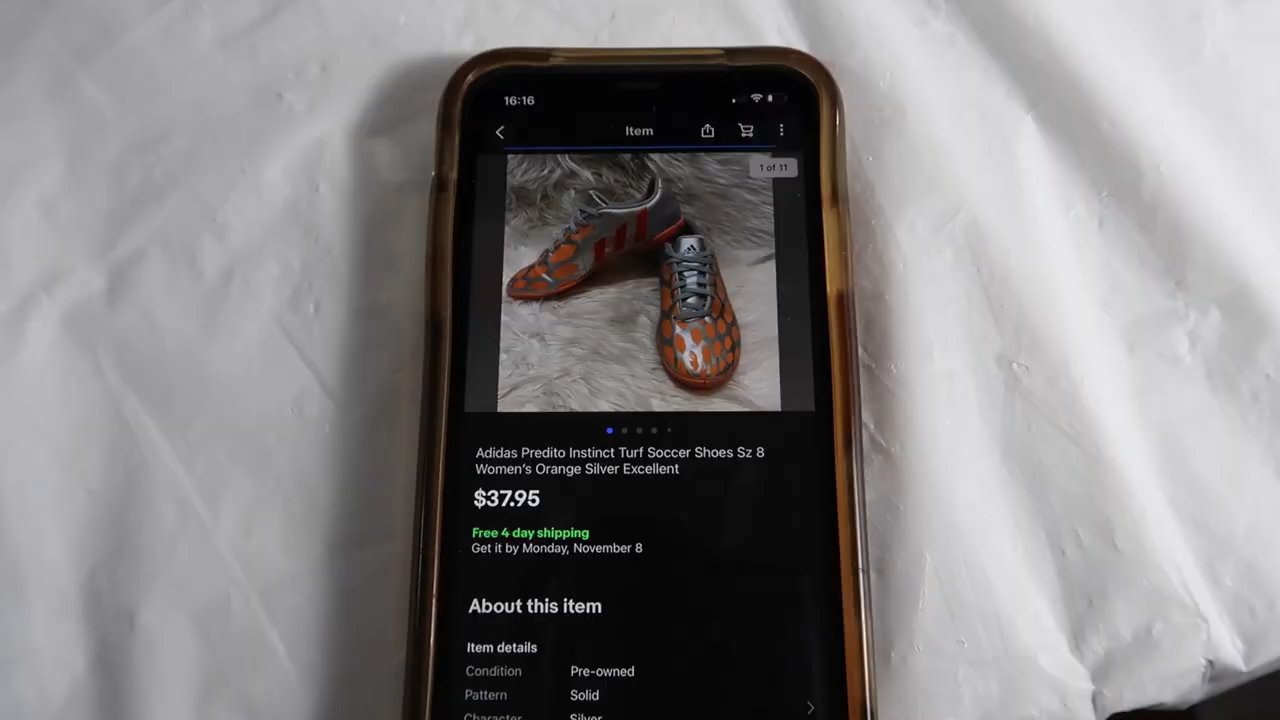 16:16
Item
1 of 11
Adidas Predito Instinct Turf Soccer Shoes Sz 8
Women's Orange Silver Excellent
$37.95
Free 4 day shipping
Get it by Monday, November 8
About this item
Item details
Condition Pre-owned
Pattern Solid
Character Silver